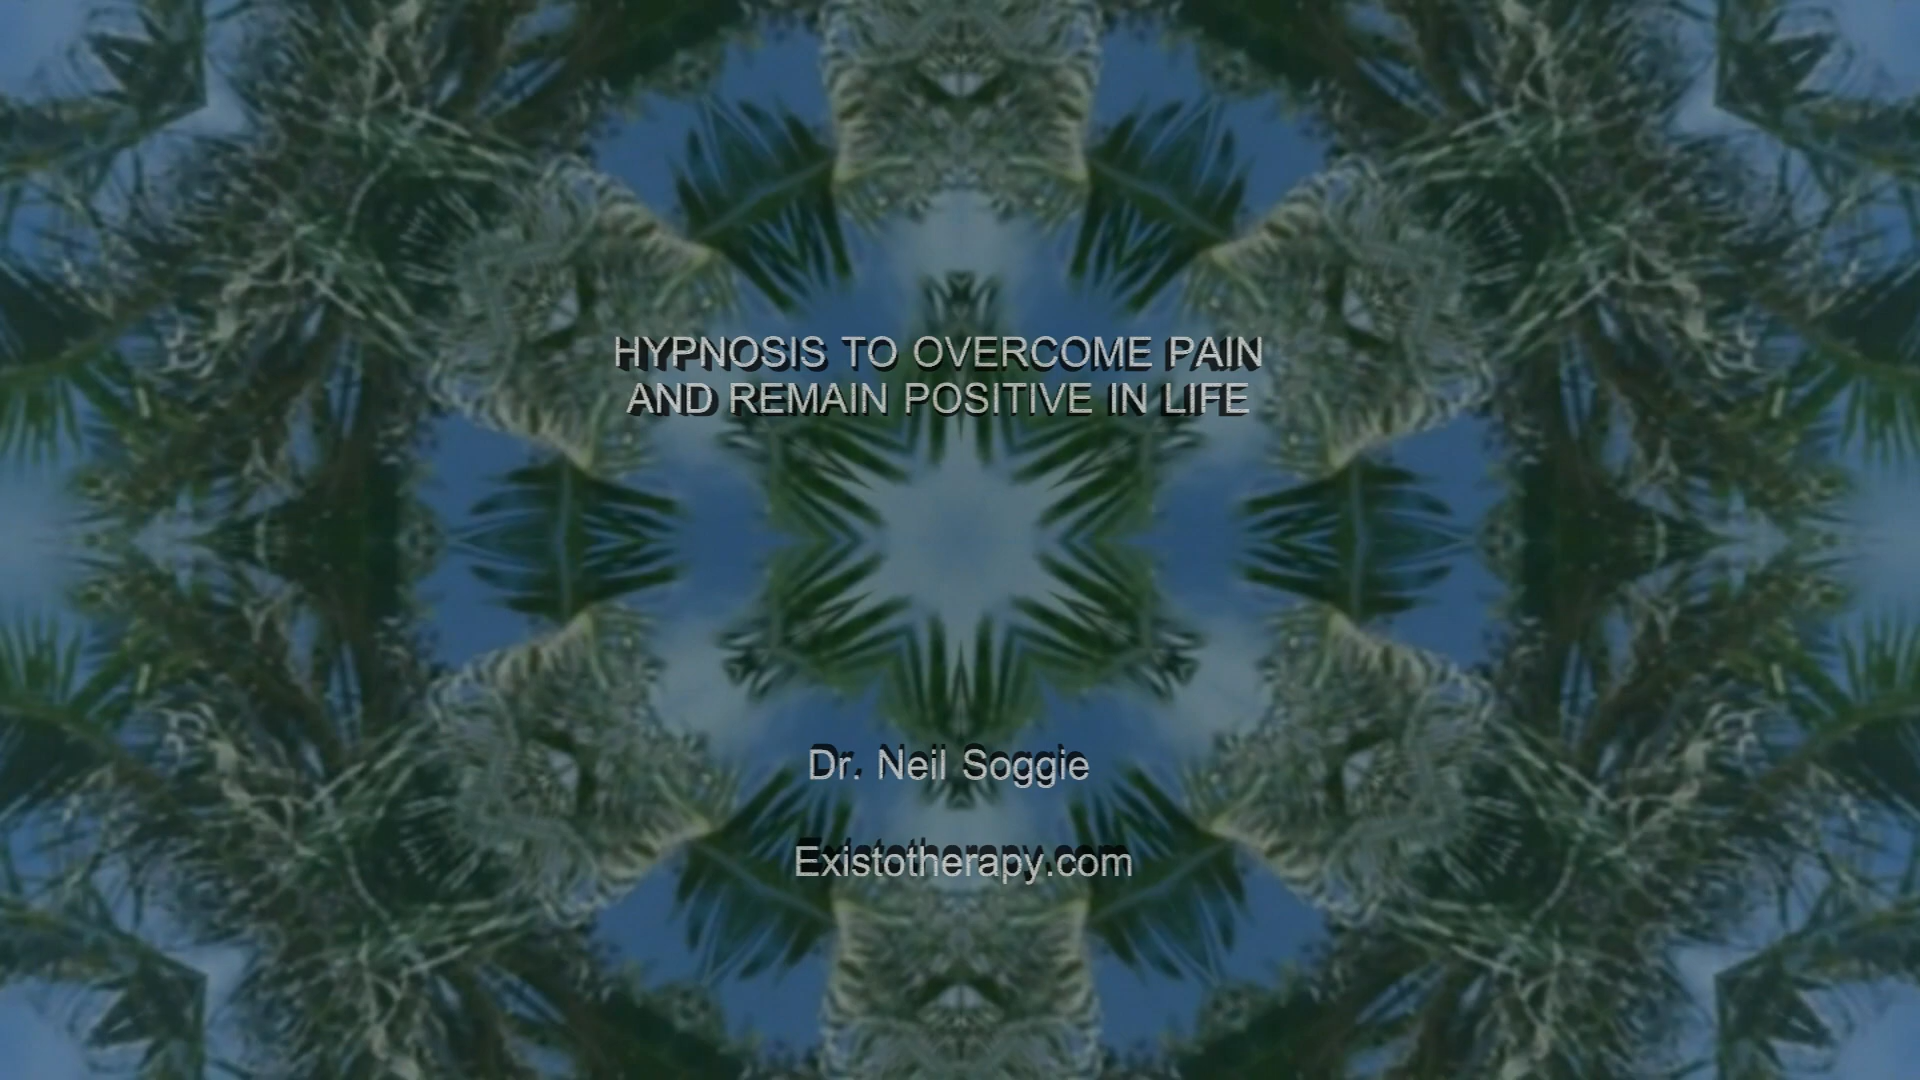 HYPNOSIS TO OVERCOME PAIN
AND REMAIN POSITIVE IN LIFE
Dr. Neil Soggie
Existotherapy.com